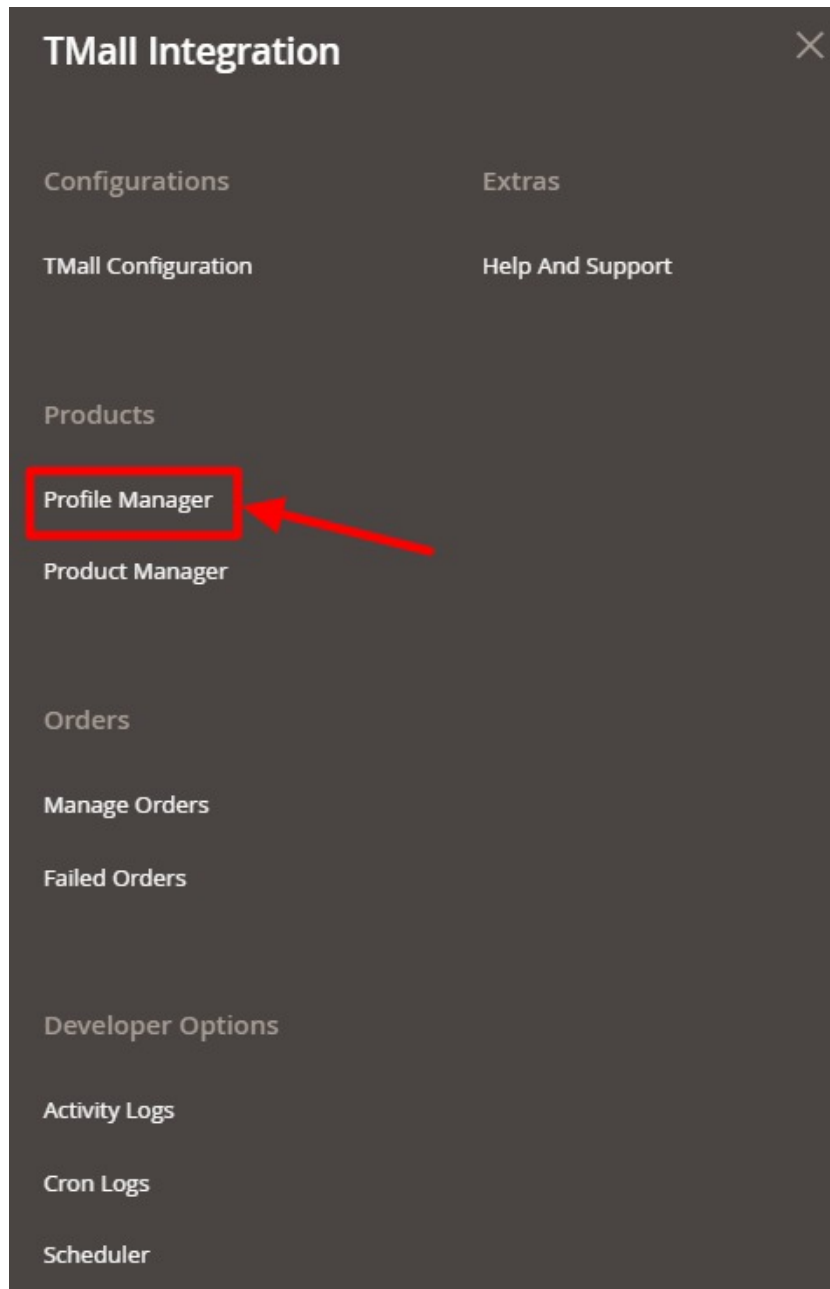 TMall Integration
Configurations
Extras
TMall Configuration
Help And Support
Products
Profile Manager
Product Manager
Orders
Manage Orders
Failed Orders
Developer Options
Activity Logs
Cron Logs
Scheduler